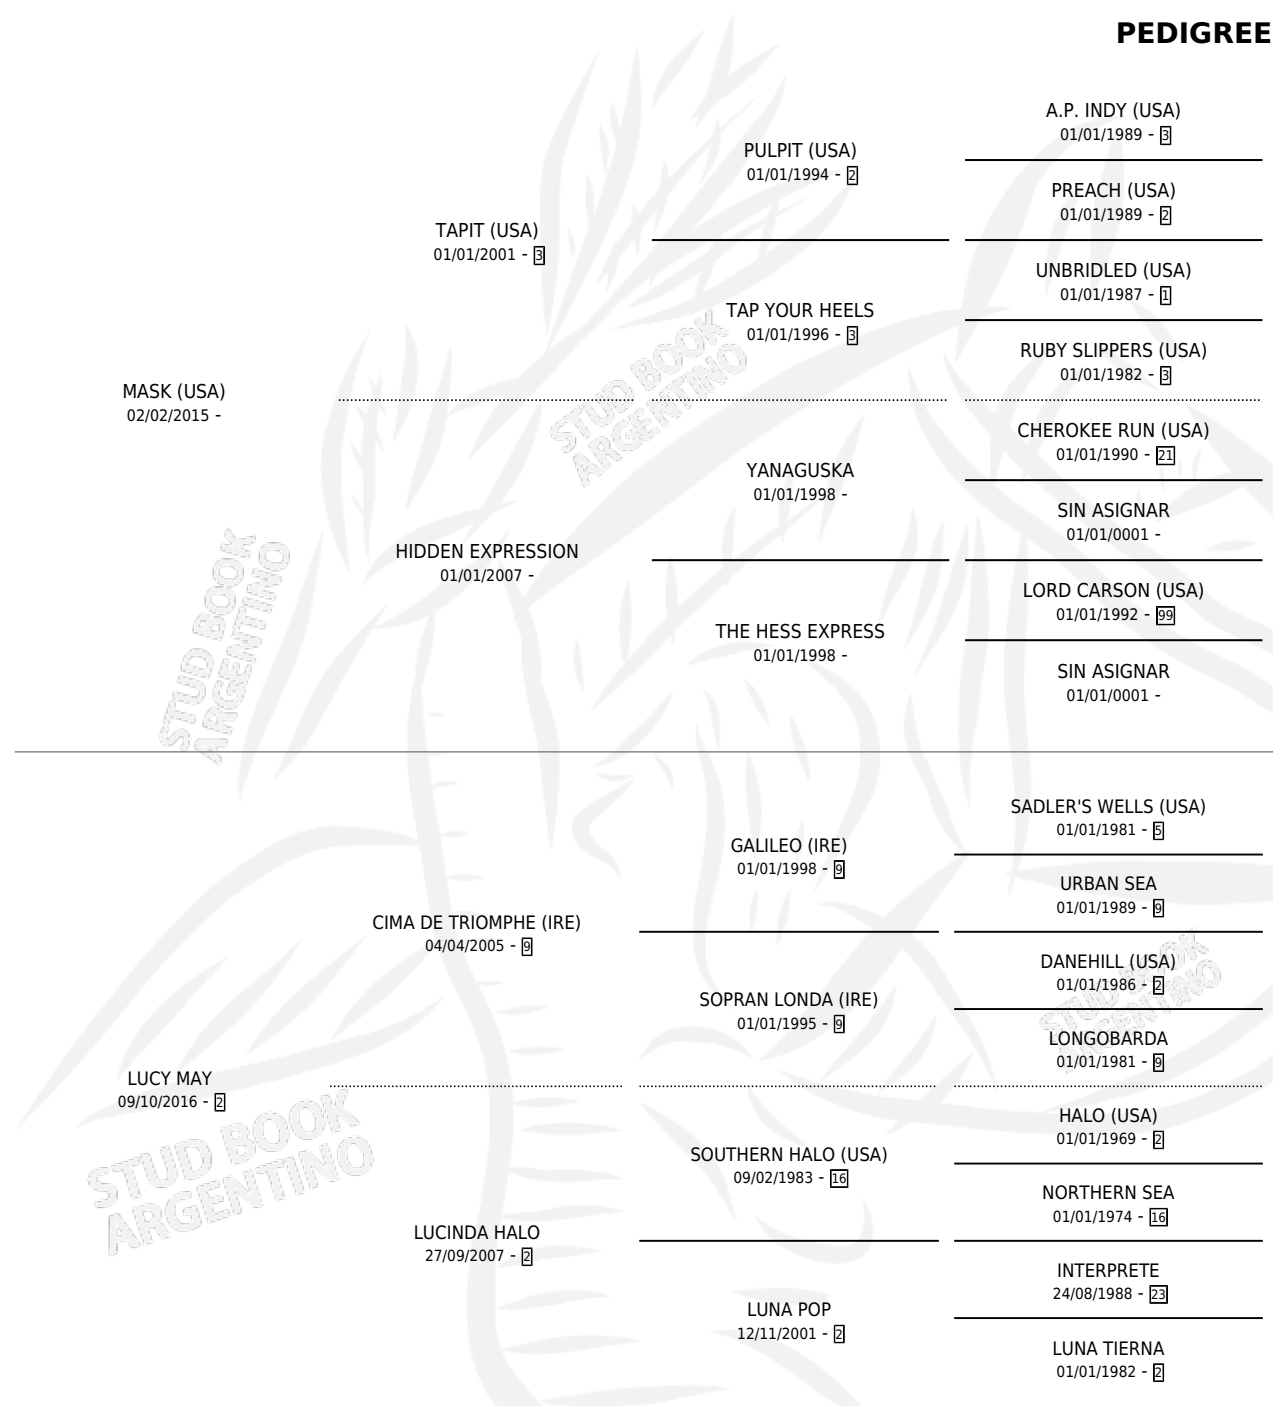 PEDIGREE
A.P. INDY (USA)
01/01/1989 - 3
PULPIT (USA)
01/01/1994 - 2
PREACH (USA)
01/01/1989 - 2
TAPIT (USA)
01/01/2001 - 3
UNBRIDLED (USA)
01/01/1987 - 1
TAP YOUR HEELS
01/01/1996 - 3
RUBY SLIPPERS (USA)
01/01/1982 - 3
MASK (USA)
02/02/2015 -
CHEROKEE RUN (USA)
01/01/1990 - 21
YANAGUSKA
01/01/1998 -
SIN ASIGNAR
01/01/0001 -
HIDDEN EXPRESSION
01/01/2007 -
LORD CARSON (USA)
01/01/1992 - 99
THE HESS EXPRESS
01/01/1998 -
SIN ASIGNAR
01/01/0001 -
SADLER'S WELLS (USA)
01/01/1981 - 5
GALILEO (IRE)
01/01/1998 - 9
URBAN SEA
01/01/1989 - 9
CIMA DE TRIOMPHE (IRE)
04/04/2005 - 9
DANEHILL (USA)
01/01/1986 - 2
SOPRAN LONDA (IRE)
01/01/1995 - 9
LONGOBARDA
01/01/1981 - 9
LUCY MAY
09/10/2016 - 2
HALO (USA)
01/01/1969 - 2
SOUTHERN HALO (USA)
09/02/1983 - 16
NORTHERN SEA
01/01/1974 - 16
LUCINDA HALO
27/09/2007 - 2
INTERPRETE
24/08/1988 - 23
LUNA POP
12/11/2001 - 2
LUNA TIERNA
01/01/1982 - 2
STUD BOOK
ARGENTINO
STUD BOOK
ARGENTINO
STUD BOOK
ARGENTINO
STUD BOOK
ARGENTINO